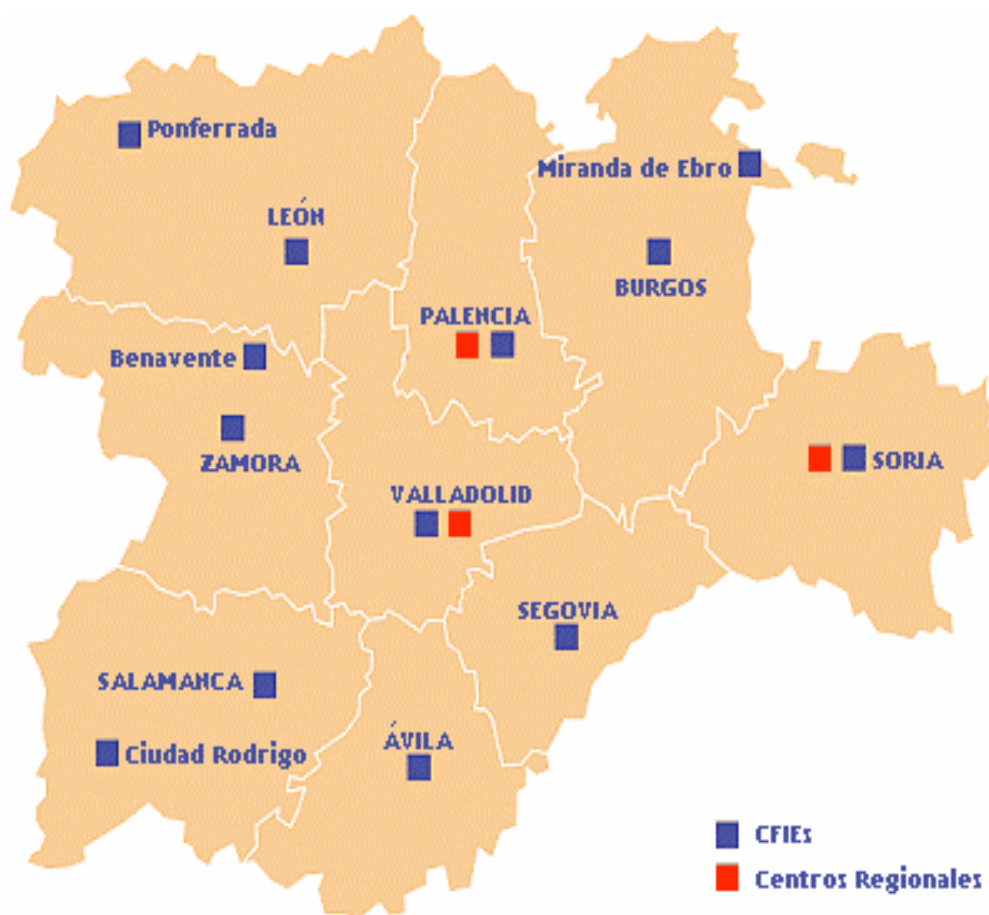 Ponferrada
Miranda de Ebro
LEÓN
BURGOS
PALENCIA
Benavente
ZAMORA
SORIA
VALLADOLID
SEGOVIA
SALAMANCA
ÁVILA
Ciudad Rodrigo
CFIEs
Centros Regionales